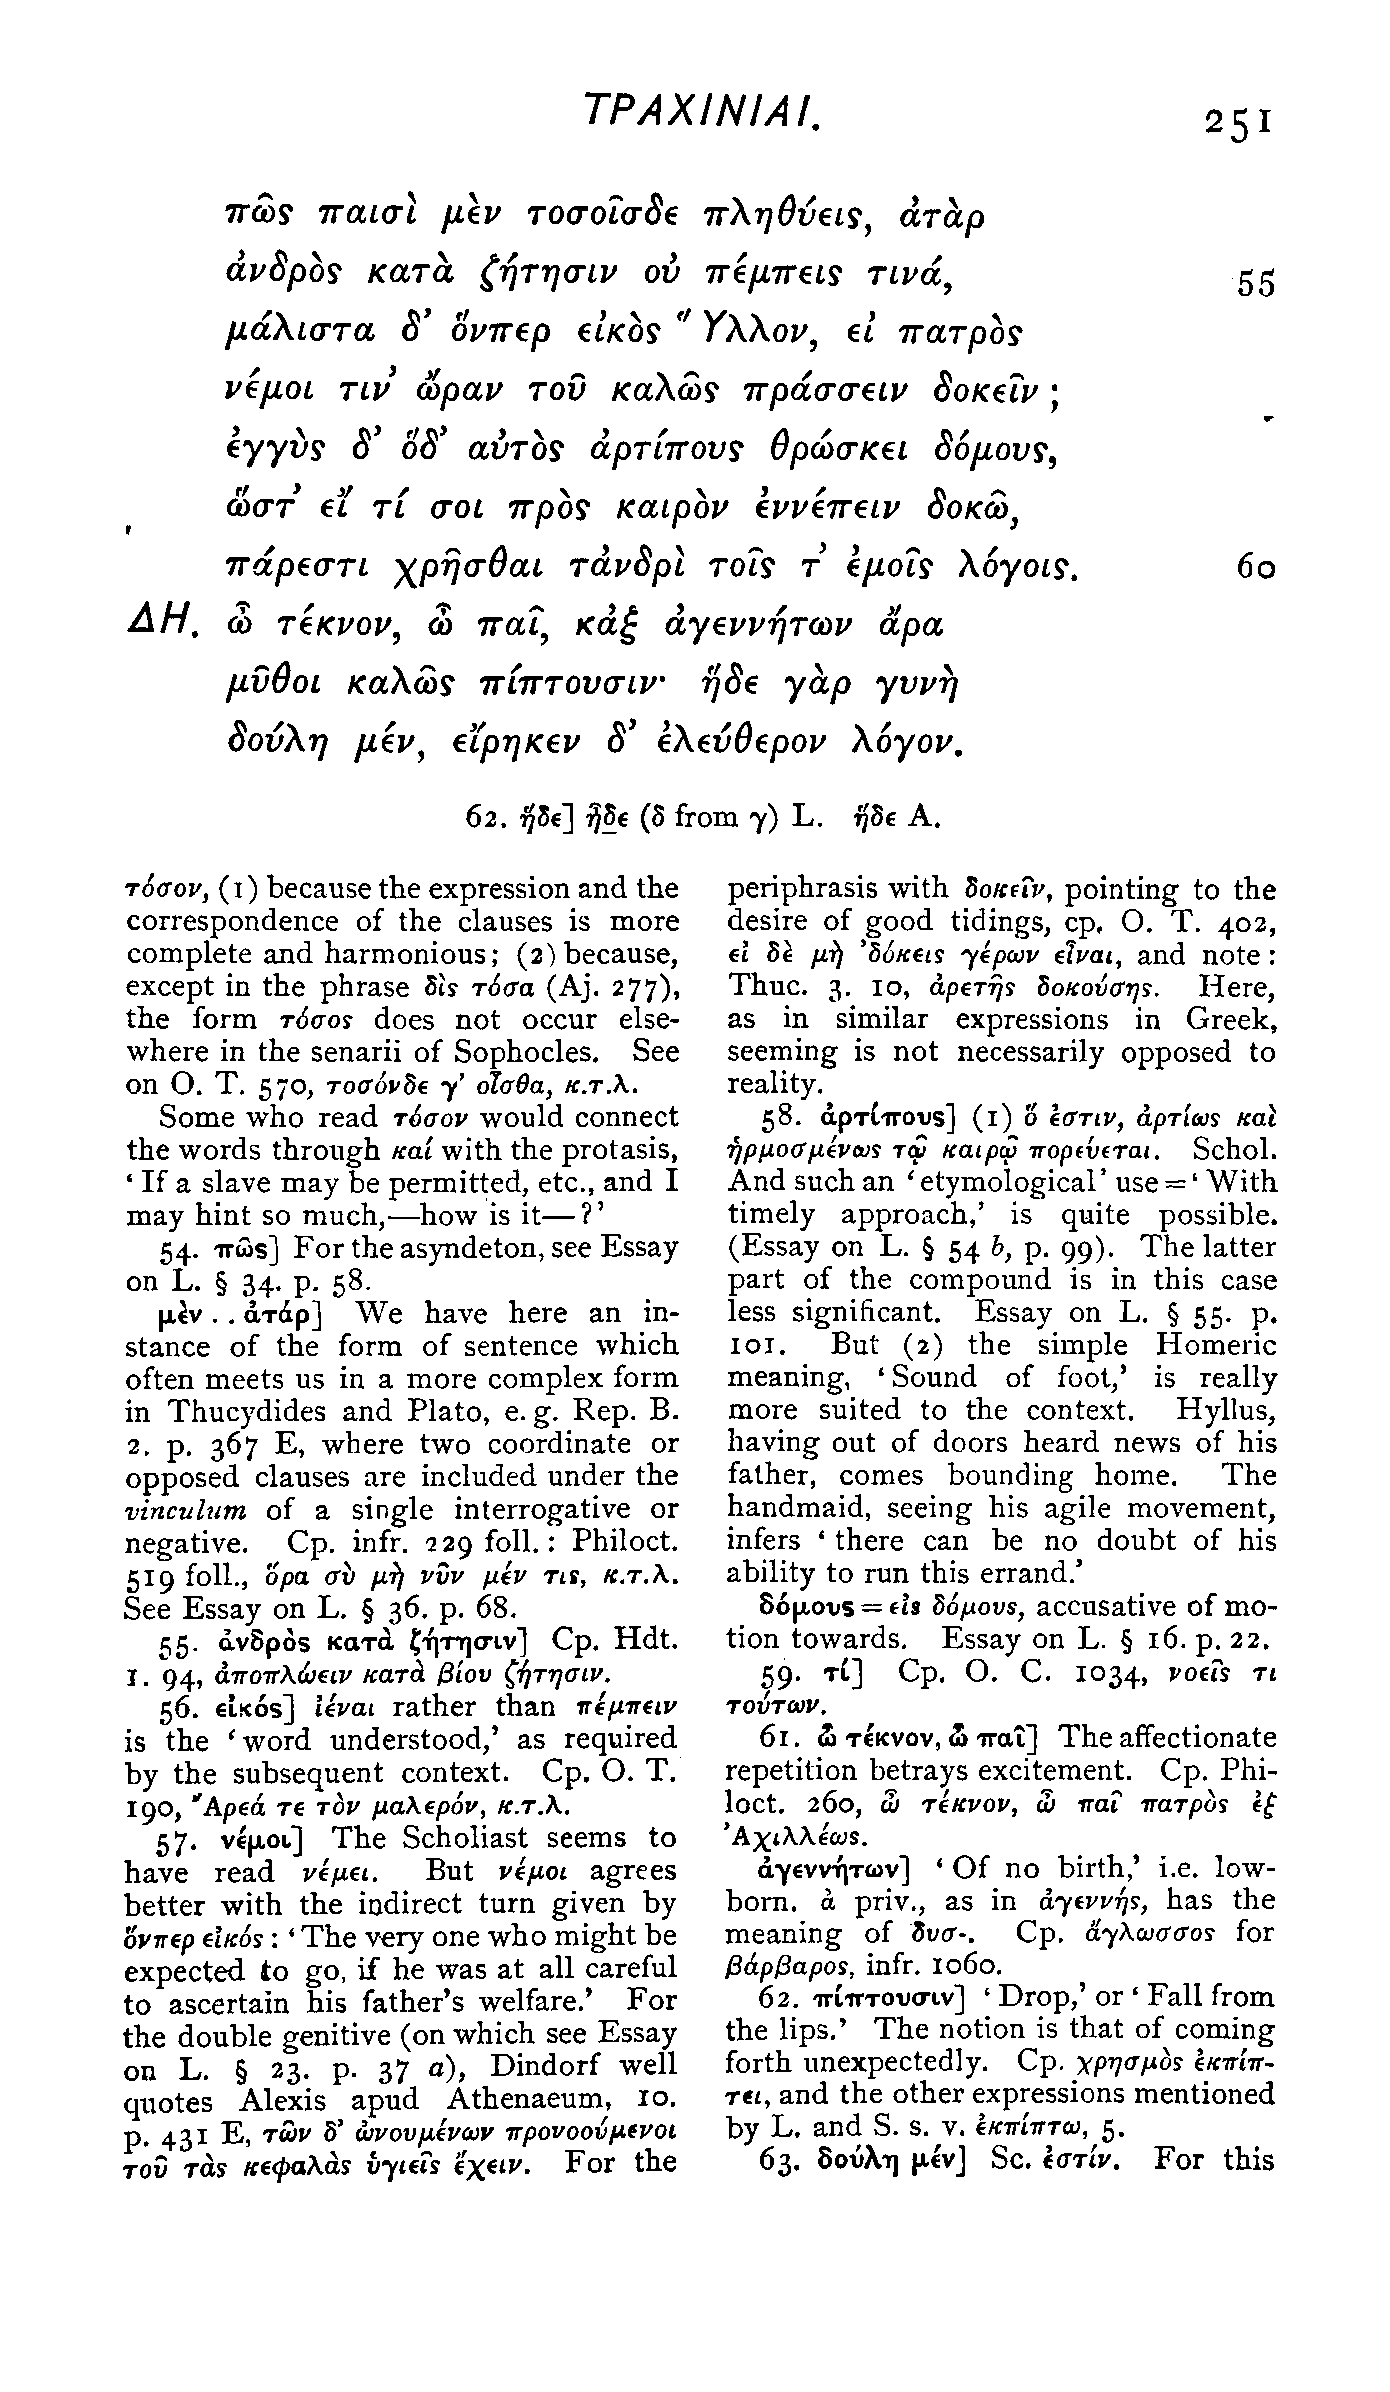 ΤΡΑΧΙΝΙΑΙ.
251
πῶς παισὶ μὲν τοσοῖσδε πληθύεις, ἀτὰρ
ἀνδρὸς κατὰ ζήτησιν οὐ πέμπεις τινά,
55
μάλιστα δ’ ὅνπερ εἰκὸς Ὕλλον, εἰ πατρὸς
νέμοι τιν’ ὤραν τοῦ καλῶς πράσσειν δοκεῖν ;
ἐγγὺς δ’ ὅδ’ αὐτὸς ἀρτίπους θρώσκει δόμους,
ὥστ’ εἴ τί σοι πρὸς καιρὸν ἐννέπειν δοκῶ,
πάρεστι χρῆσθαι τἀνδρὶ τοῖς τ’ ἐμοῖς λόγοις.
60
ΔΗ. ὦ τέκνον, ὦ παῖ, κἀξ ἀγεννήτων ἄρα
μῦθοι καλῶς πίπτουσιν· ἥδε γὰρ γυνὴ
δούλη μέν, εἴρηκεν δ’ ἐλεύθερον λόγον.
62. ἥδε] ἦδε (δ from γ) L. ἥδε A.
τόσον, (1) because the expression and the
correspondence of the clauses is more
complete and harmonious; (2) because,
except in the phrase δὶς τόσα (Aj. 277),
the form τόσος does not occur else-
where in the senarii of Sophocles. See
on O. T. 570, τοσόνδε γ’ οἶσθα, κ.τ.λ.
Some who read τόσον would connect
the words through καί with the protasis,
‘If a slave may be permitted, etc., and I
may hint so much,—how is it—?’
54. πῶς] For the asyndeton, see Essay
on L. § 34. p. 58.
μὲν . . ἀτάρ] We have here an in-
stance of the form of sentence which
often meets us in a more complex form
in Thucydides and Plato, e.g. Rep. B.
2. p. 367 E, where two coordinate or
opposed clauses are included under the
vinculum of a single interrogative or
negative. Cp. infr. 229 foll.: Philoct.
519 foll., ὅρα σὺ μὴ νῦν μέν τις, κ.τ.λ.
See Essay on L. § 36. p. 68.
55. ἀνδρὸς κατὰ ζήτησιν] Cp. Hdt.
1. 94, ἀποπλώειν κατὰ βίου ζήτησιν.
56. εἰκός] ἰέναι rather than πέμπειν
is the ‘word understood,’ as required
by the subsequent context. Cp. O. T.
190, Ἄρεά τε τὸν μαλερόν, κ.τ.λ.
57. νέμοι] The Scholiast seems to
have read νέμει. But νέμοι agrees
better with the indirect turn given by
ὅνπερ εἰκός: ‘The very one who might be
expected to go, if he was at all careful
to ascertain his father’s welfare.’ For
the double genitive (on which see Essay
on L. § 23. p. 37 a), Dindorf well
quotes Alexis apud Athenaeum, 10.
p. 431 E, τῶν δ’ ὠνουμένων προνοούμενοι
τοῦ τὰς κεφαλὰς ὑγιεῖς ἔχειν. For the
periphrasis with δοκεῖν, pointing to the
desire of good tidings, cp. O. T. 402,
εἰ δὲ μὴ ’δόκεις γέρων εἶναι, and note:
Thuc. 3. 10, ἀρετῆς δοκούσης. Here,
as in similar expressions in Greek,
seeming is not necessarily opposed to
reality.
58. ἀρτίπους] (1) ὅ ἐστιν, ἀρτίως καὶ
ἡρμοσμένως τῷ καιρῷ πορεύεται. Schol.
And such an ‘etymological’ use=‘With
timely approach,’ is quite possible.
(Essay on L. § 54 b, p. 99). The latter
part of the compound is in this case
less significant. Essay on L. § 55. p.
101. But (2) the simple Homeric
meaning, ‘Sound of foot,’ is really
more suited to the context. Hyllus,
having out of doors heard news of his
father, comes bounding home. The
handmaid, seeing his agile movement,
infers ‘there can be no doubt of his
ability to run this errand.’
δόμους=εἰς δόμους, accusative of mo-
tion towards. Essay on L. § 16. p. 22.
59. τί] Cp. O. C. 1034, νοεῖς τι
τούτων.
61. ὦ τέκνον, ὦ παῖ] The affectionate
repetition betrays excitement. Cp. Phi-
loct. 260, ὦ τέκνον, ὦ παῖ πατρὸς ἐξ
Ἀχιλλέως.
ἀγεννήτων] ‘Of no birth,’ i.e. low-
born. ἀ priv., as in ἀγεννής, has the
meaning of δυσ-. Cp. ἄγλωσσος for
βάρβαρος, infr. 1060.
62. πίπτουσιν] ‘Drop,’ or ‘Fall from
the lips.’ The notion is that of coming
forth unexpectedly. Cp. χρησμὸς ἐκπίπ-
τει, and the other expressions mentioned
by L. and S. s. v. ἐκπίπτω, 5.
63. δούλη μέν] Sc. ἐστίν. For this